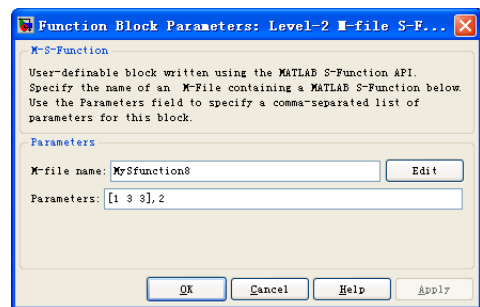 Function Block Parameters: Level-2 M-file S-F...
M-S-Function
User-definable block written using the MATLAB S-Function API.
Specify the name of an M-File containing a MATLAB S-Function below.
Use the Parameters field to specify a comma-separated list of
parameters for this block.
Parameters
M-file name: MySfunction8 Edit
Parameters: [1 3 3],2
OK Cancel Help Apply